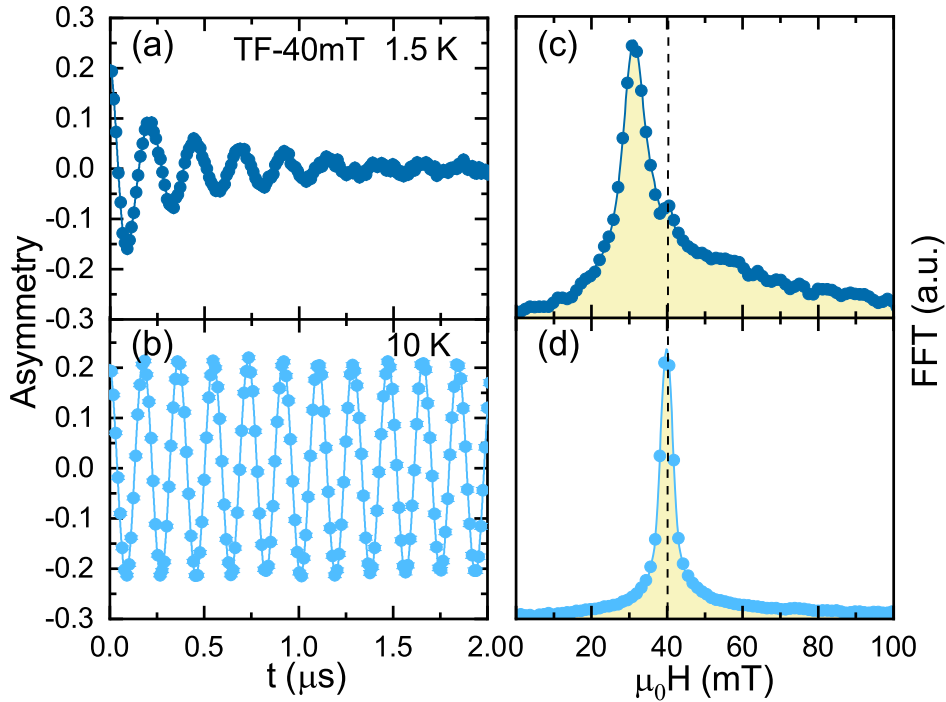 (a) TF-40mT 1.5 K
0.2
0.1
0.0
-0.1
-0.2
-0.3
(b) 10 K
0.2
0.1
0.0
-0.1
-0.2
-0.3
0.0 0.5 1.0 1.5 2.0
t (μs)
Asymmetry
(c)
(d)
0 20 40 60 80 100
μ₀H (mT)
FFT (a.u.)